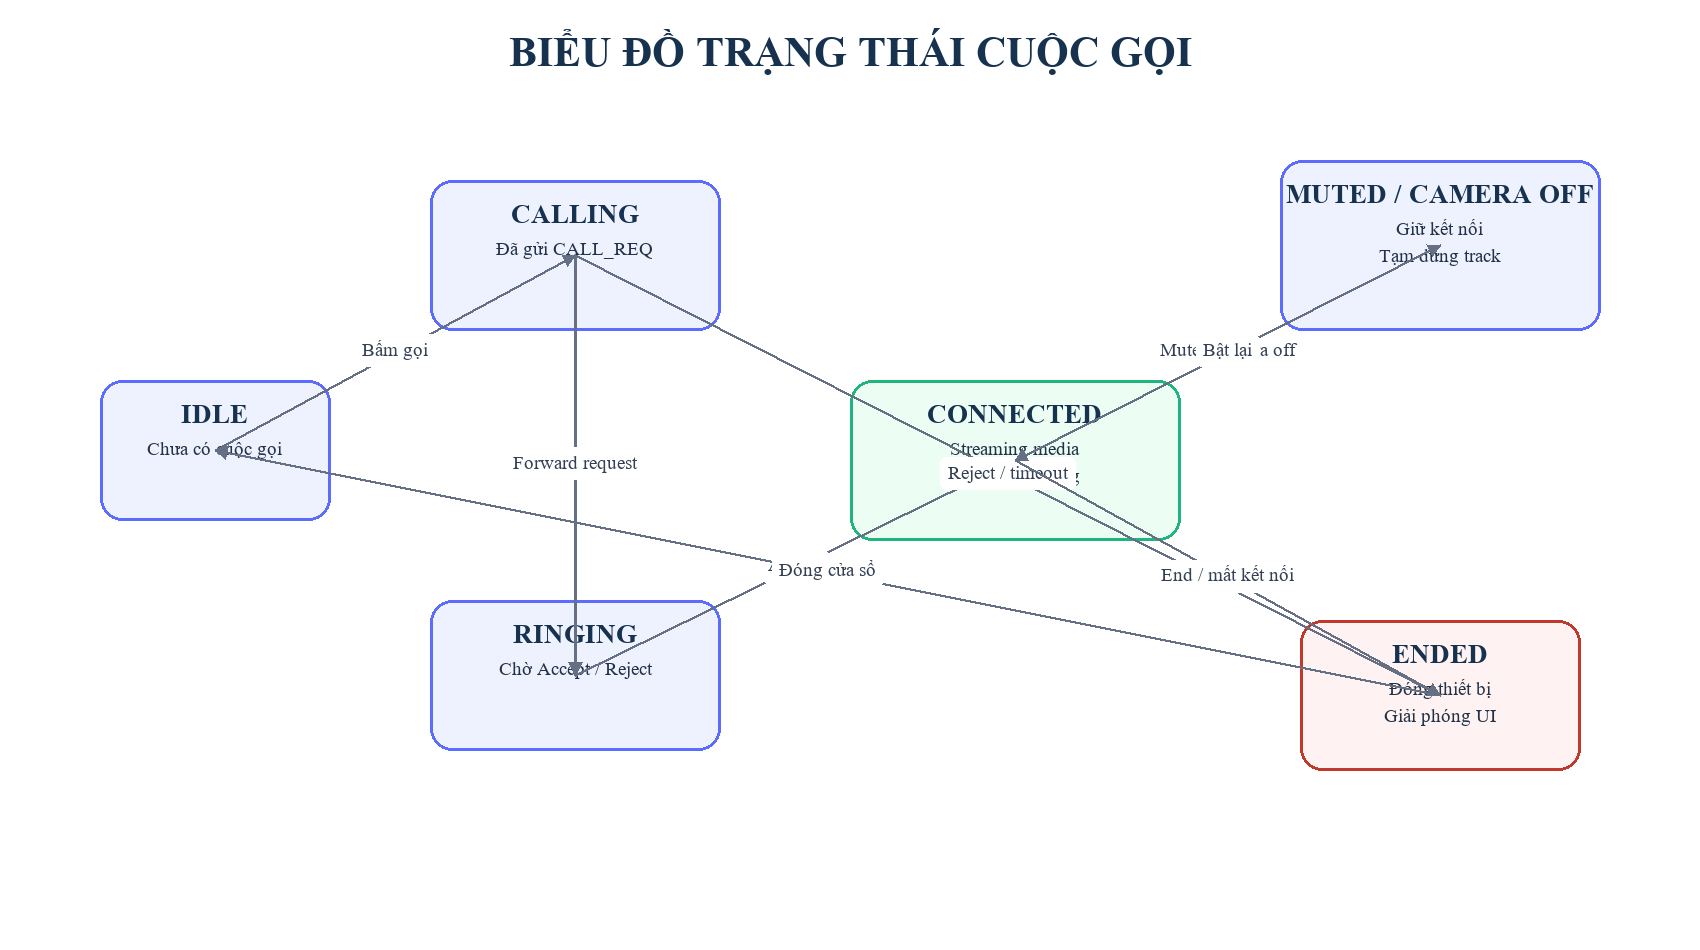 BIỂU ĐỒ TRẠNG THÁI CUỘC GỌI
CALLING
Đã gửi CALL_REQ
MUTED / CAMERA OFF
Giữ kết nối
Tạm dừng track
Bấm gọi
Bật lại
a off
IDLE
Chưa có cuộc gọi
CONNECTED
Streaming media
Reject / timeout
Forward request
Đóng cửa sổ
End / mất kết nối
RINGING
Chờ Accept / Reject
ENDED
Đóng thiết bị
Giải phóng UI